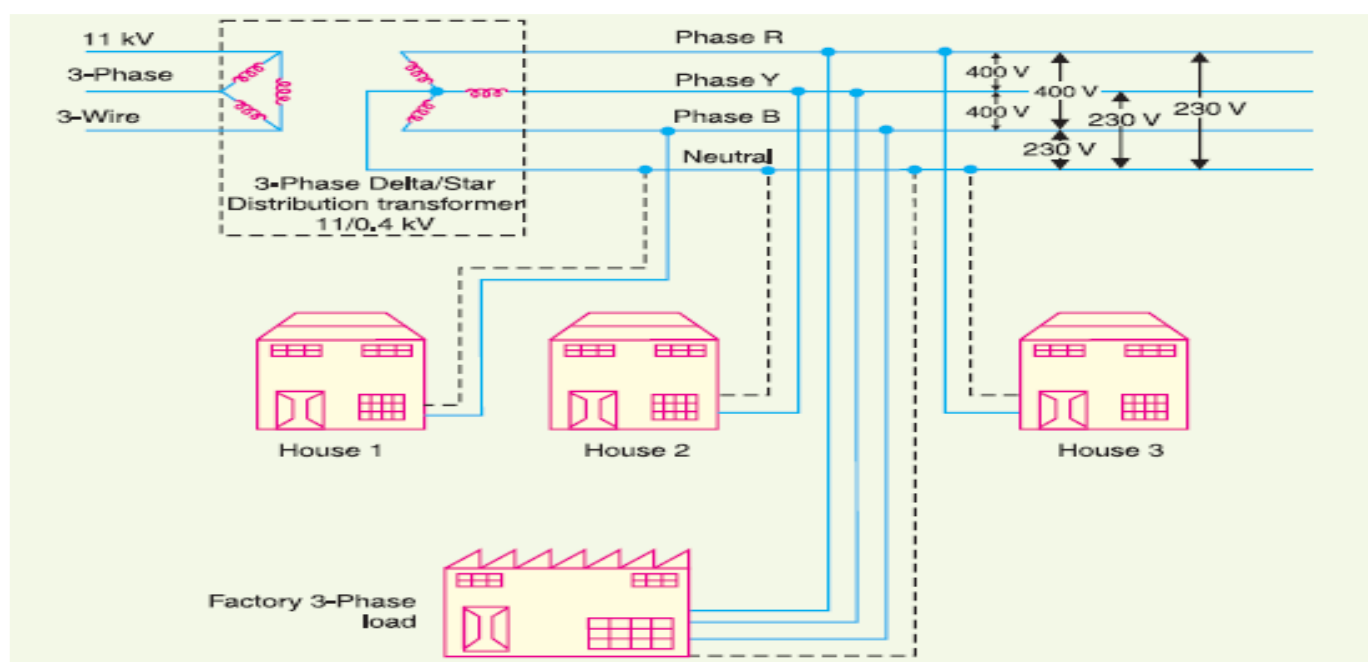 11 kV
3-Phase
3-Wire
3-Phase Delta/Star
Distribution transformer
11/0.4 kV
Phase R
Phase Y
Phase B
Neutral
400 V
400 V
400 V
230 V
230 V
230 V
House 1
House 2
House 3
Factory 3-Phase
load